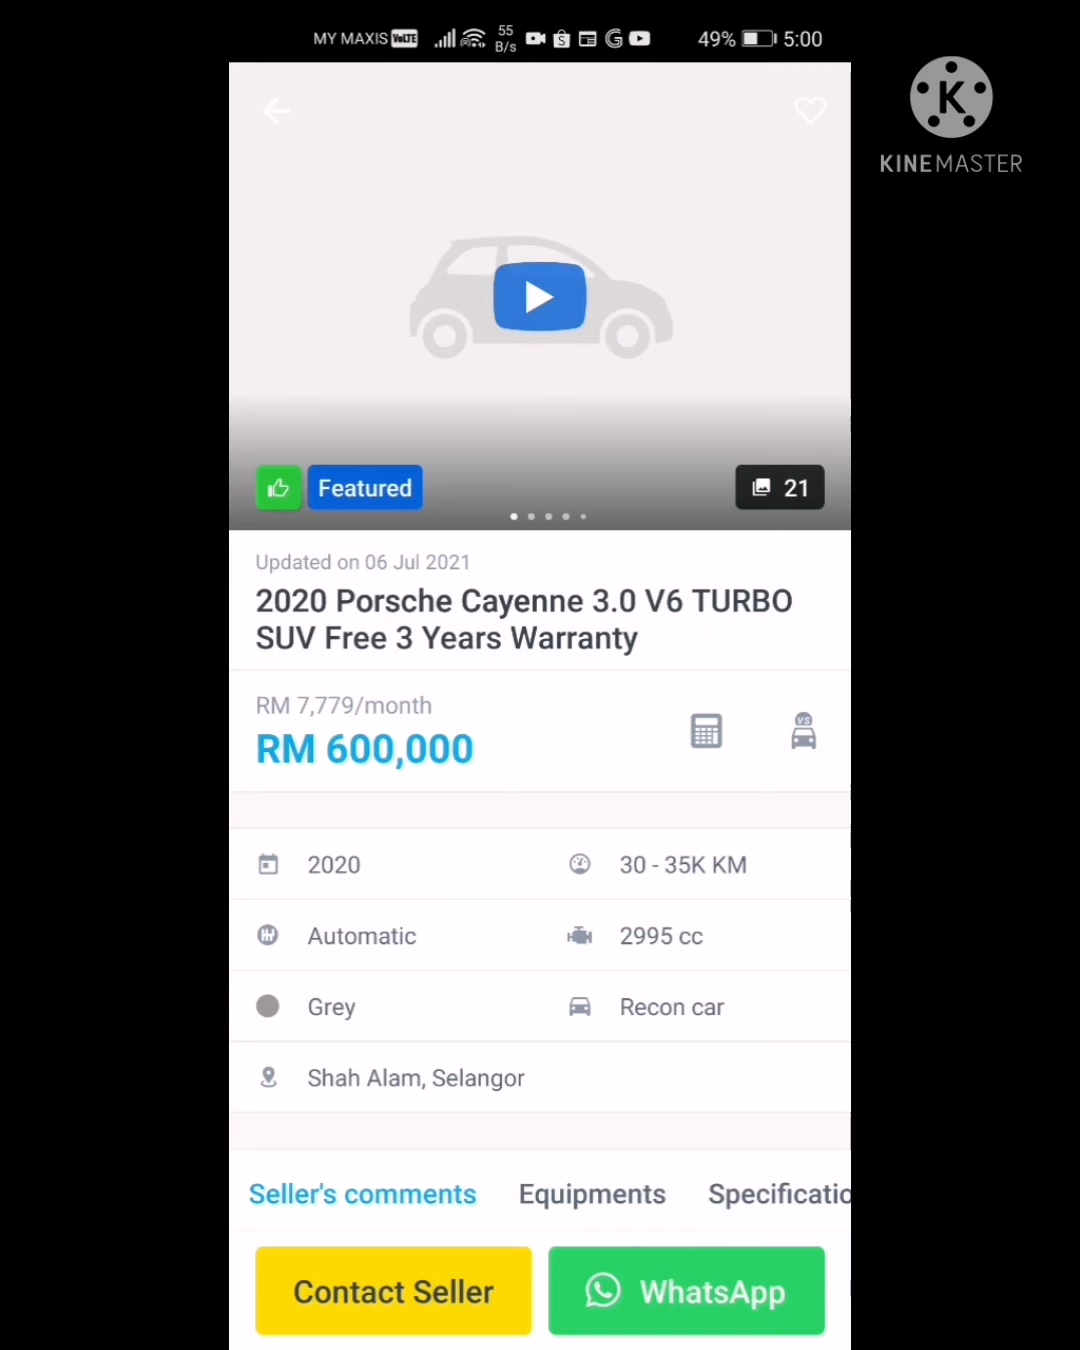 MY MAXIS VoLTE 55 B/s 49% 5:00
K
KINEMASTER
Featured
21
Updated on 06 Jul 2021
2020 Porsche Cayenne 3.0 V6 TURBO
SUV Free 3 Years Warranty
RM 7,779/month
RM 600,000
VS
2020
30 - 35K KM
Automatic
2995 cc
Grey
Recon car
Shah Alam, Selangor
Seller's comments Equipments Specificatio
Contact Seller
WhatsApp